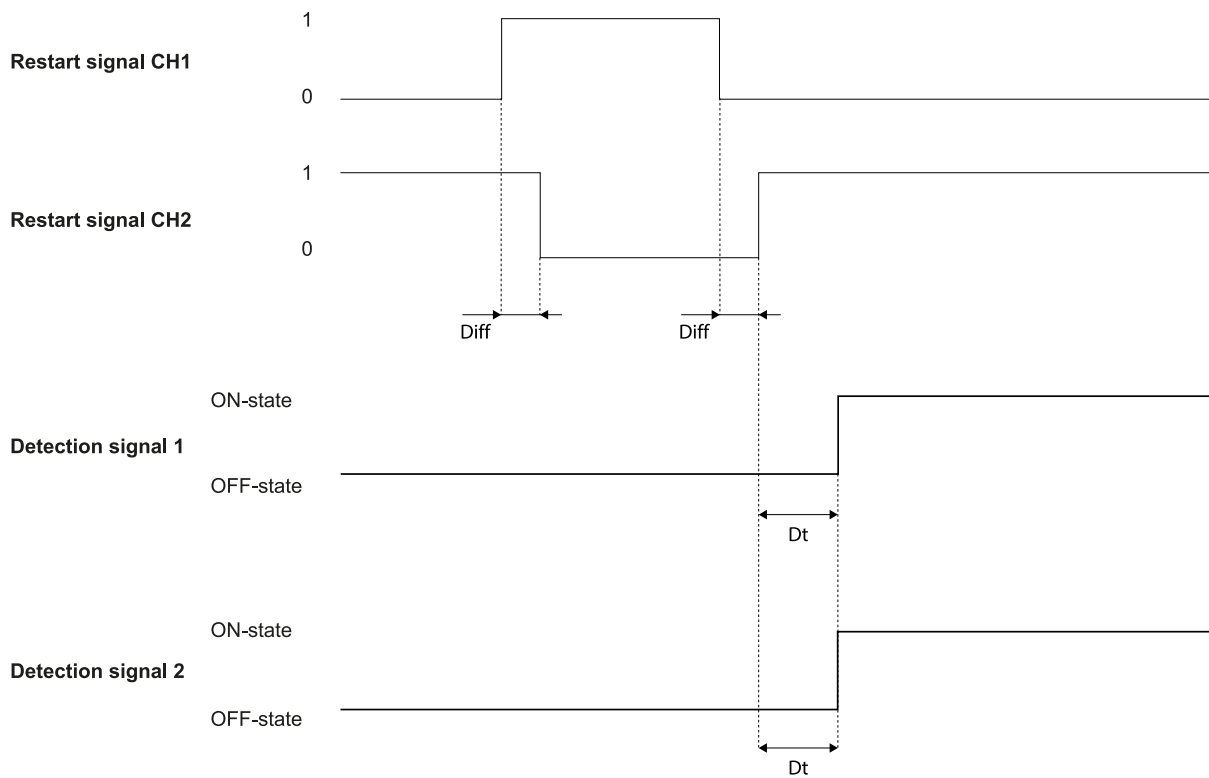 1
Restart signal CH1
0
1
Restart signal CH2
0
Diff Diff
ON-state
Detection signal 1
OFF-state
Dt
ON-state
Detection signal 2
OFF-state
Dt